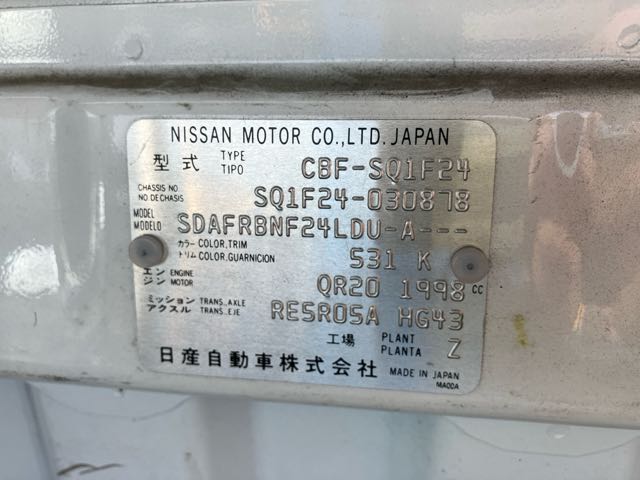 NISSAN MOTOR CO.,LTD.JAPAN
型式 TYPE TIPO CBF-SQ1F24
CHASSIS NO NO DE CHASIS SQ1F24-030878
MODEL MODELO SDAFRBNF24LDU-A---
カラー COLOR,TRIM
トリム COLOR,GUARNICION S31 K
エンジン ENGINE MOTOR QR20 1998 CC
ミッション TRANS,AXLE
アクスル TRANS,EJE RE5R05A HG43
工場 PLANT PLANTA Z
日産自動車株式会社 MADE IN JAPAN